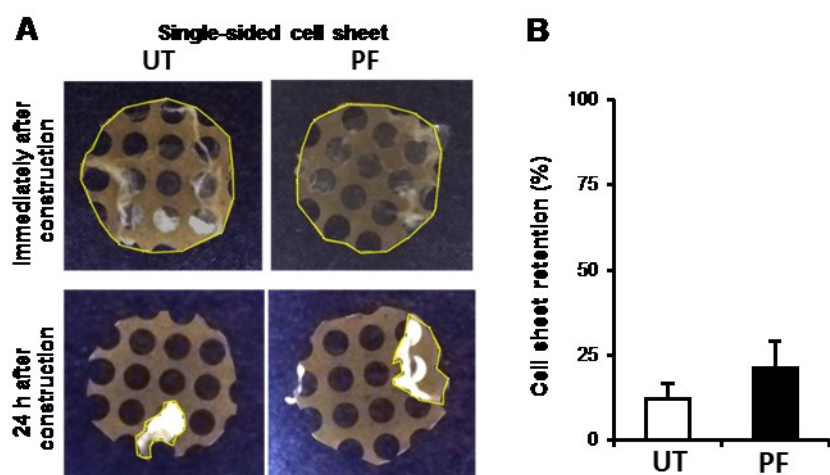 A
Single-sided cell sheet
UT
PF
Immediately after
construction
24 h after
construction
B
Cell sheet retention (%)
100
75
50
25
0
UT
PF